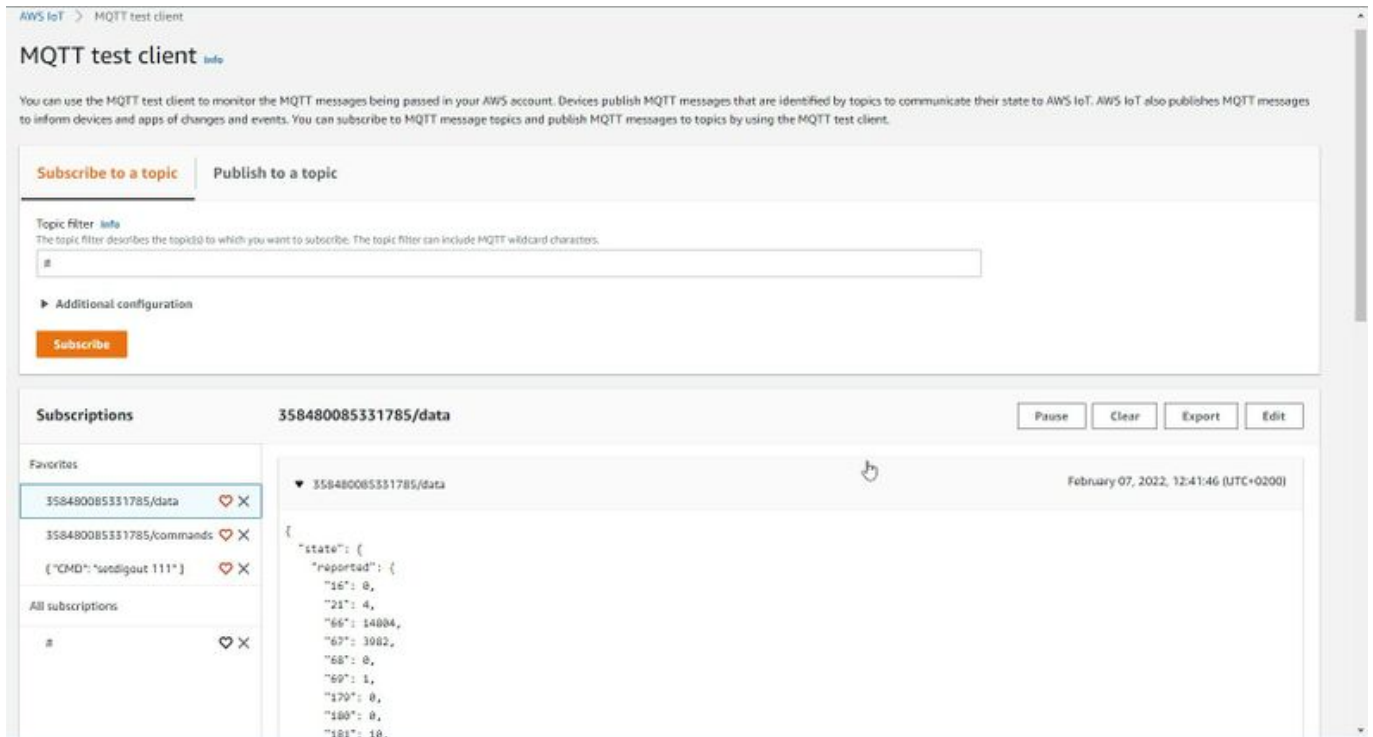 AWS IoT > MQTT test client
MQTT test client Info
You can use the MQTT test client to monitor the MQTT messages being passed in your AWS account. Devices publish MQTT messages that are identified by topics to communicate their state to AWS IoT. AWS IoT also publishes MQTT messages
to inform devices and apps of changes and events. You can subscribe to MQTT message topics and publish MQTT messages to topics by using the MQTT test client.
Subscribe to a topic Publish to a topic
Topic filter Info
The topic filter describes the topic(s) to which you want to subscribe. The topic filter can include MQTT wildcard characters.
#
▶ Additional configuration
Subscribe
Subscriptions 358480085331785/data Pause Clear Export Edit
Favorites
▼ 358480085331785/data February 07, 2022, 12:41:46 (UTC+0200)
358480085331785/data
358480085331785/commands
{ "CMD": "setdigout 111" }
All subscriptions
#
{
"state": {
"reported": {
"16": 0,
"21": 4,
"66": 14804,
"67": 3982,
"68": 0,
"69": 1,
"179": 0,
"180": 0,
"181": 10,